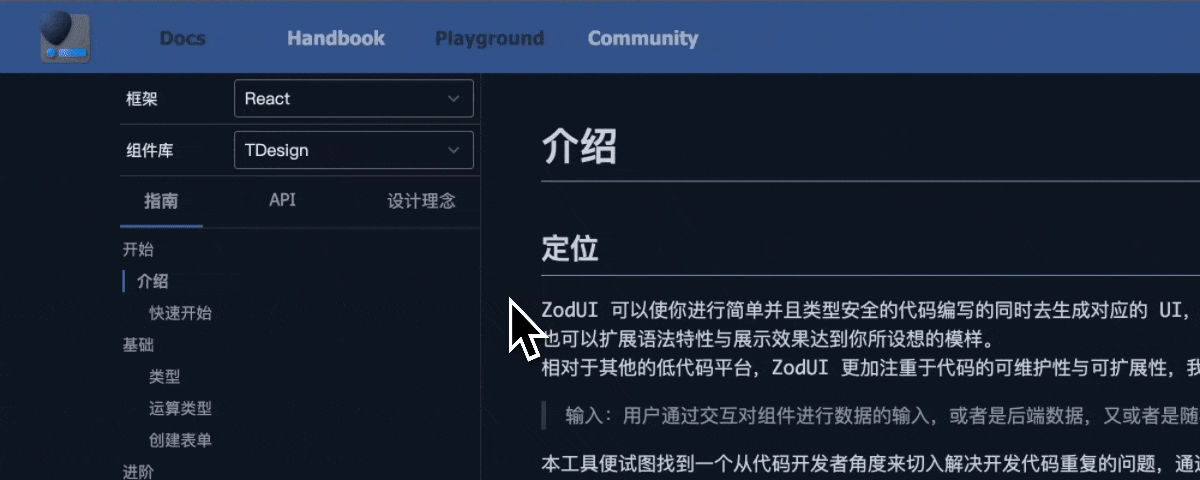 Docs Handbook Playground Community
框架 React
组件库 TDesign
指南 API 设计理念
开始
介绍
快速开始
基础
类型
运算类型
创建表单
进阶
介绍
定位
ZodUI 可以使你进行简单并且类型安全的代码编写的同时去生成对应的 UI，
也可以扩展语法特性与展示效果达到你所设想的模样。
相对于其他的低代码平台，ZodUI 更加注重于代码的可维护性与可扩展性，我
输入：用户通过交互对组件进行数据的输入，或者是后端数据，又或者是随
本工具便试图找到一个从代码开发者角度来切入解决开发代码重复的问题，通过